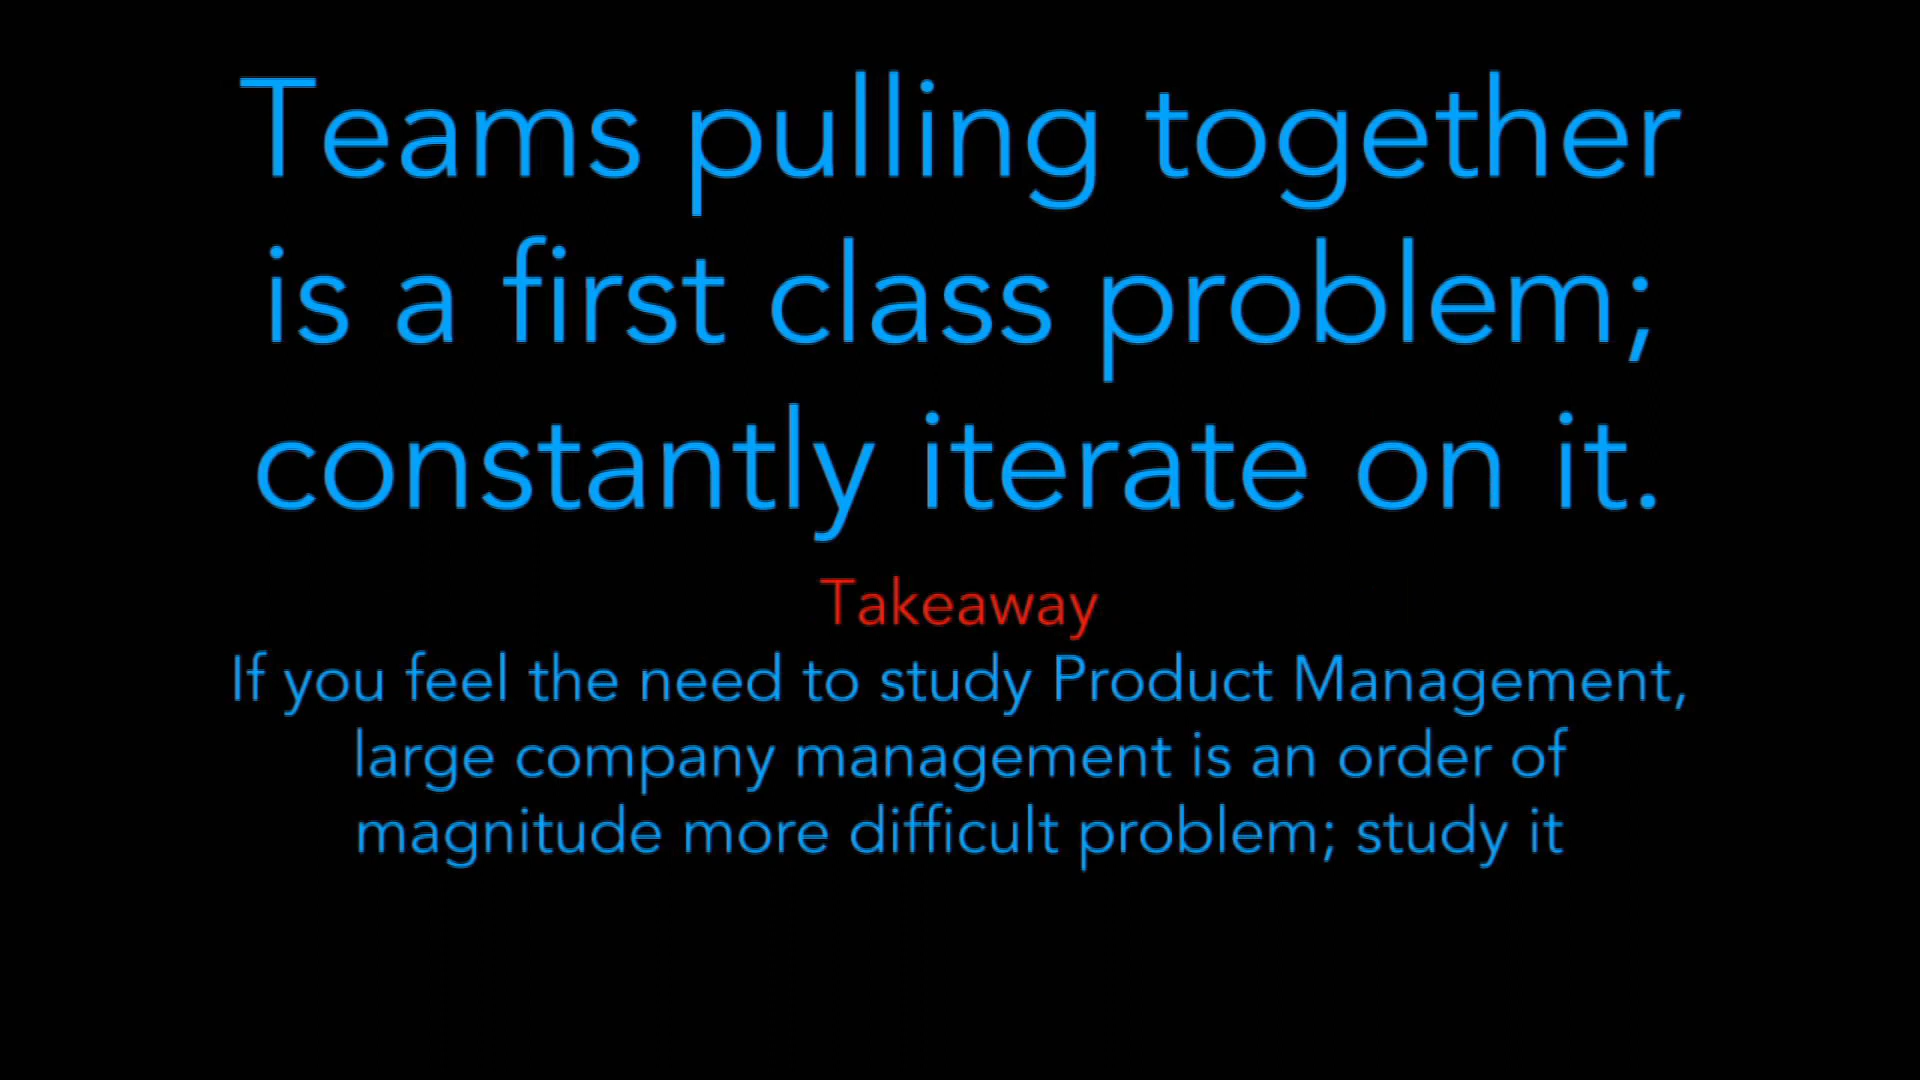 Teams pulling together
is a first class problem;
constantly iterate on it.
Takeaway
If you feel the need to study Product Management,
large company management is an order of
magnitude more difficult problem; study it